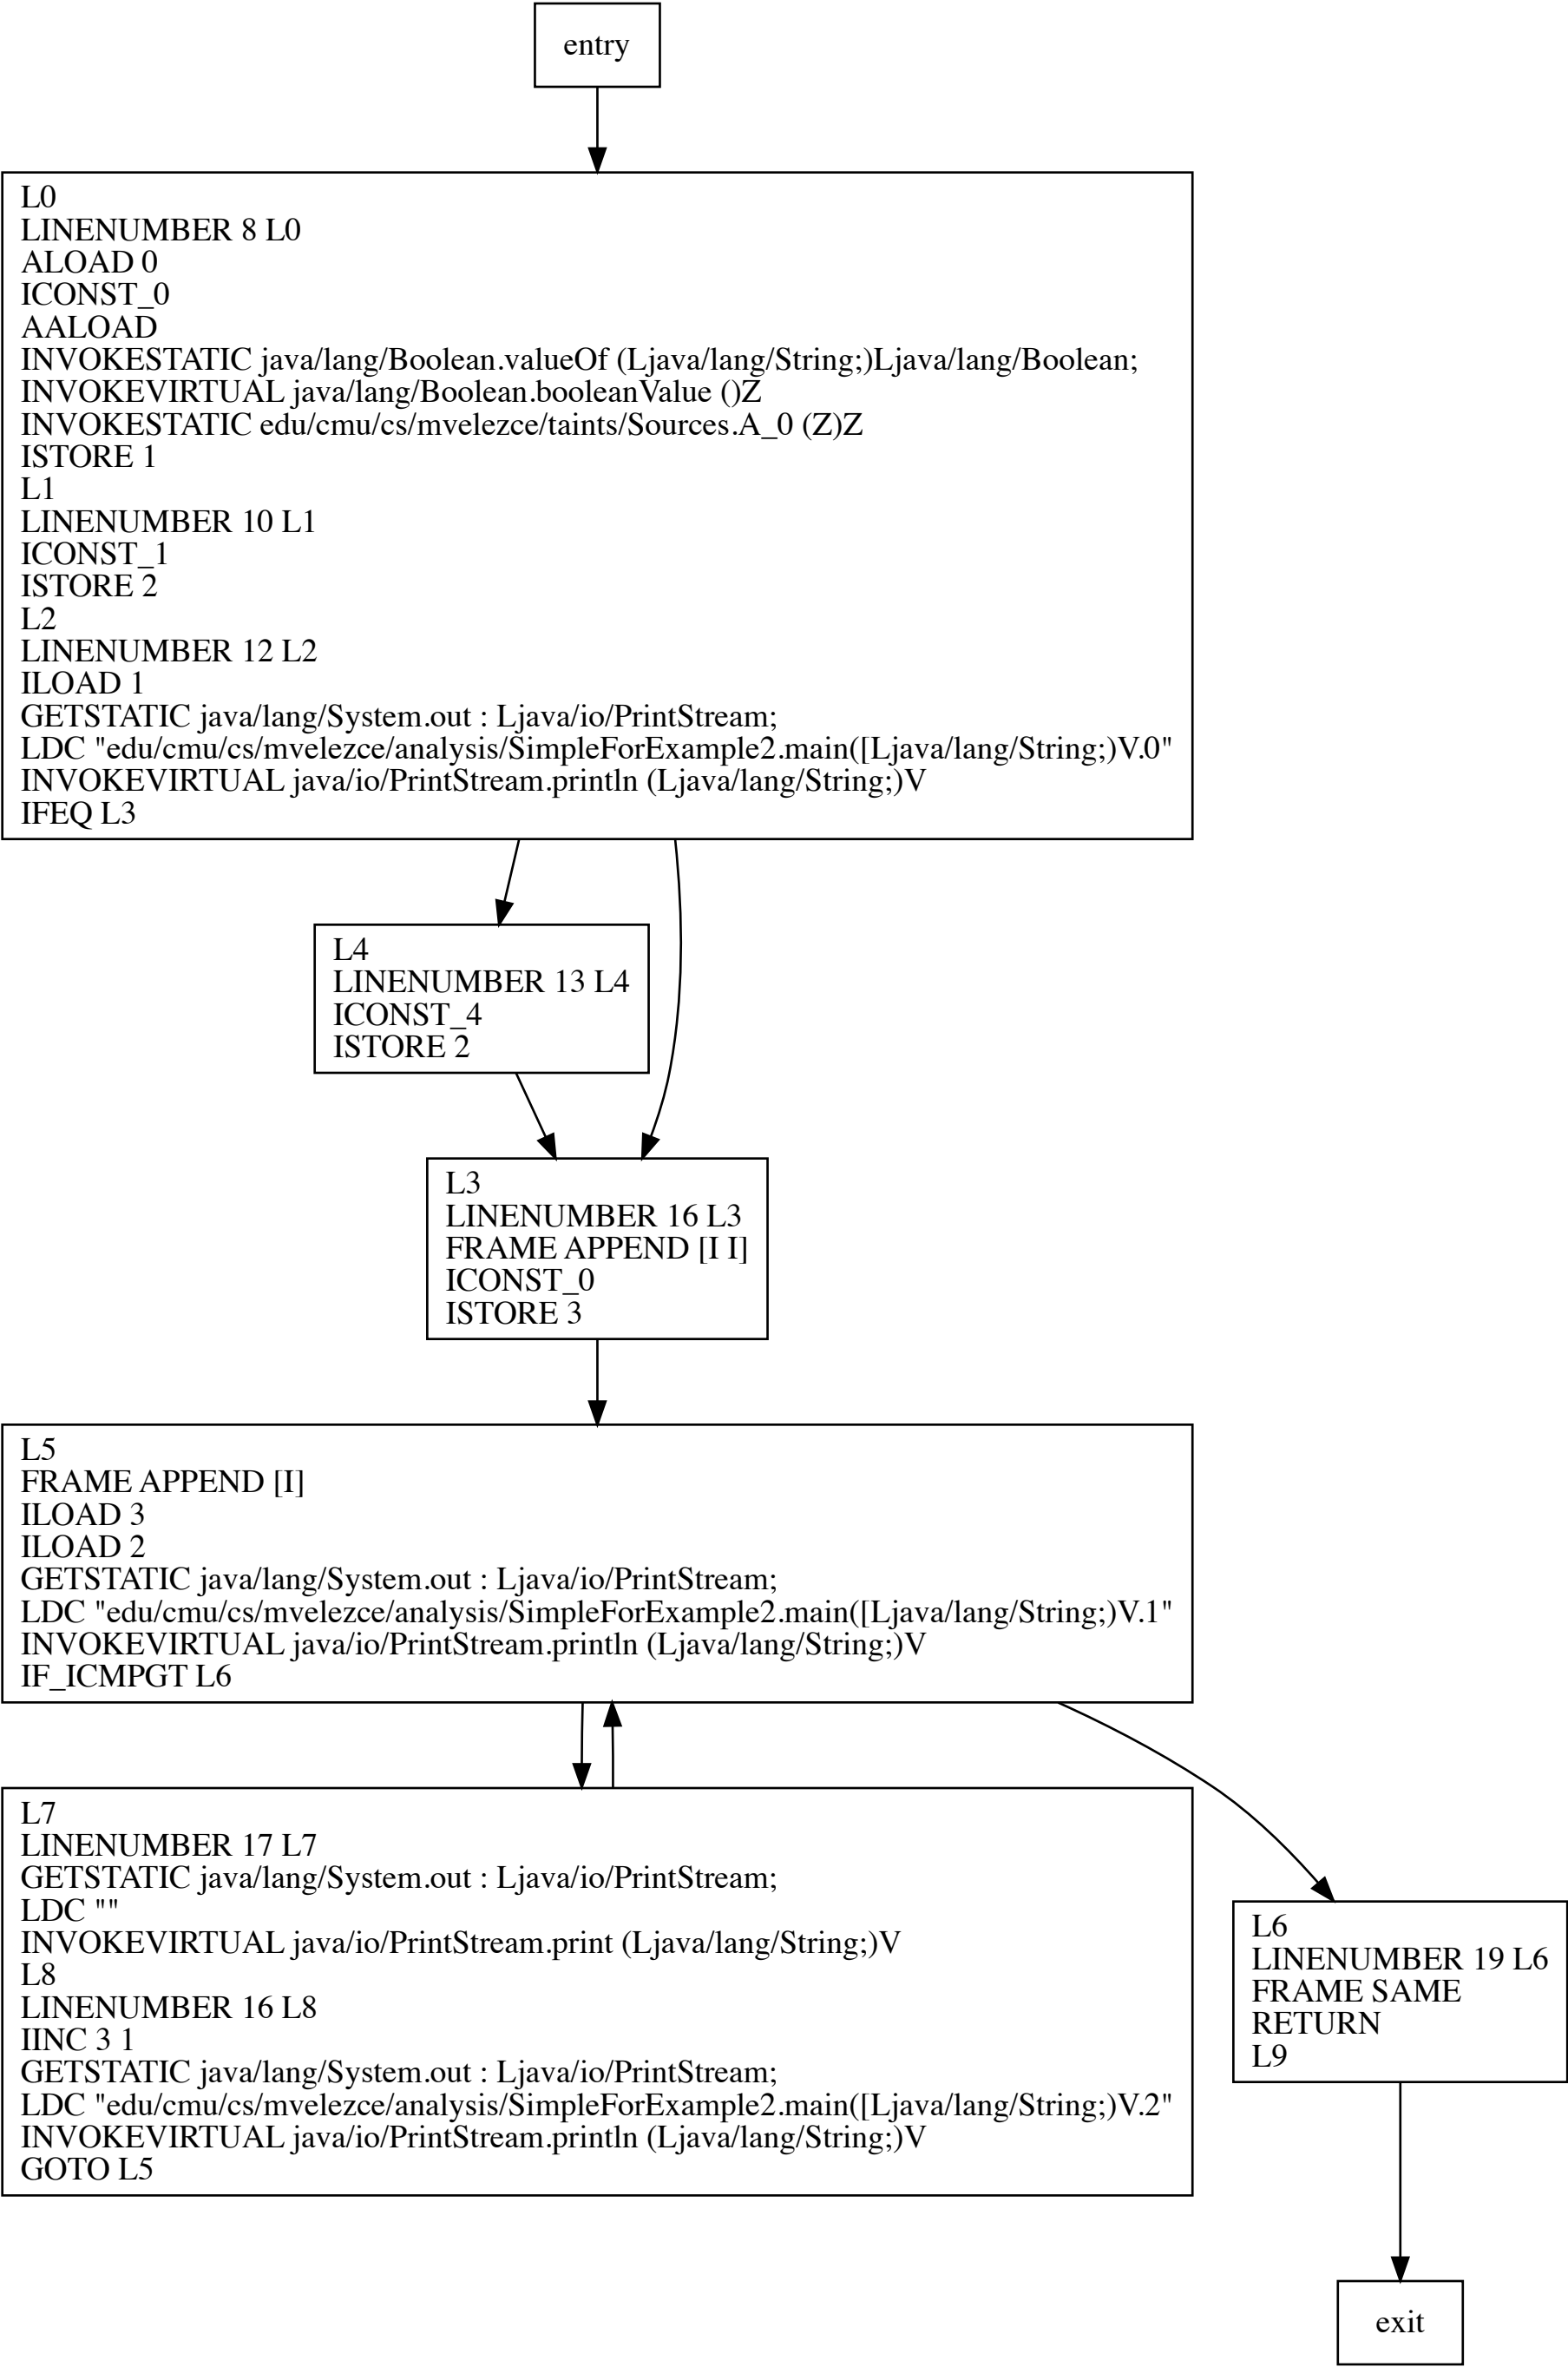 entry
L0
LINENUMBER 8 L0
ALOAD 0
ICONST_0
AALOAD
INVOKESTATIC java/lang/Boolean.valueOf (Ljava/lang/String;)Ljava/lang/Boolean;
INVOKEVIRTUAL java/lang/Boolean.booleanValue ()Z
INVOKESTATIC edu/cmu/cs/mvelezce/taints/Sources.A_0 (Z)Z
ISTORE 1
L1
LINENUMBER 10 L1
ICONST_1
ISTORE 2
L2
LINENUMBER 12 L2
ILOAD 1
GETSTATIC java/lang/System.out : Ljava/io/PrintStream;
LDC "edu/cmu/cs/mvelezce/analysis/SimpleForExample2.main([Ljava/lang/String;)V.0"
INVOKEVIRTUAL java/io/PrintStream.println (Ljava/lang/String;)V
IFEQ L3
L4
LINENUMBER 13 L4
ICONST_4
ISTORE 2
L3
LINENUMBER 16 L3
FRAME APPEND [I I]
ICONST_0
ISTORE 3
L5
FRAME APPEND [I]
ILOAD 3
ILOAD 2
GETSTATIC java/lang/System.out : Ljava/io/PrintStream;
LDC "edu/cmu/cs/mvelezce/analysis/SimpleForExample2.main([Ljava/lang/String;)V.1"
INVOKEVIRTUAL java/io/PrintStream.println (Ljava/lang/String;)V
IF_ICMPGT L6
L7
LINENUMBER 17 L7
GETSTATIC java/lang/System.out : Ljava/io/PrintStream;
LDC ""
INVOKEVIRTUAL java/io/PrintStream.print (Ljava/lang/String;)V
L8
LINENUMBER 16 L8
IINC 3 1
GETSTATIC java/lang/System.out : Ljava/io/PrintStream;
LDC "edu/cmu/cs/mvelezce/analysis/SimpleForExample2.main([Ljava/lang/String;)V.2"
INVOKEVIRTUAL java/io/PrintStream.println (Ljava/lang/String;)V
GOTO L5
L6
LINENUMBER 19 L6
FRAME SAME
RETURN
L9
exit